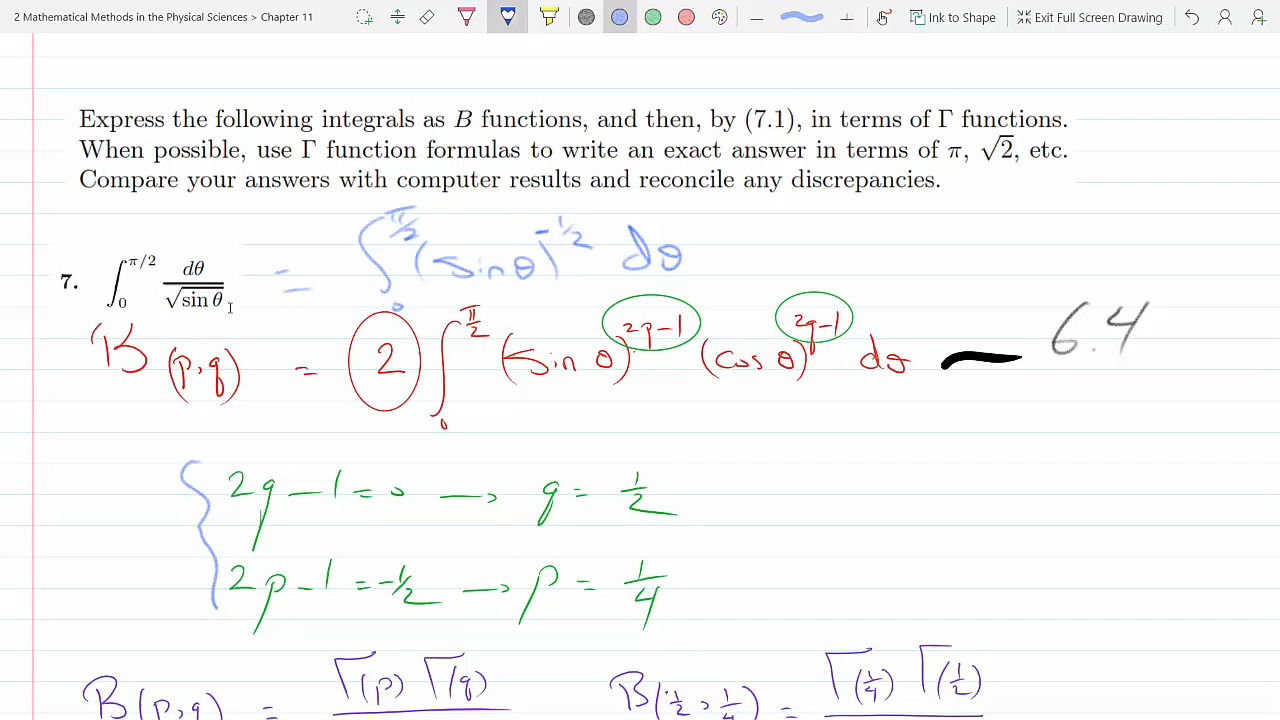 2 Mathematical Methods in the Physical Sciences > Chapter 11
Ink to Shape
Exit Full Screen Drawing
Express the following integrals as B functions, and then, by (7.1), in terms of Γ functions.
When possible, use Γ function formulas to write an exact answer in terms of π, √2, etc.
Compare your answers with computer results and reconcile any discrepancies.
7. ∫₀^{π/2} dθ/√sin θ = ∫₀^{π/2} (sin θ)^{-1/2} dθ
B(p,q) = 2 ∫₀^{π/2} (sin θ)^{2p-1} (cos θ)^{2q-1} dθ — 6.4
2q - 1 = 0 → q = 1/2
2p - 1 = -1/2 → p = 1/4
B(p,q) = Γ(p) Γ(q) B(1/2, 1/4) = Γ(1/4) Γ(1/2)